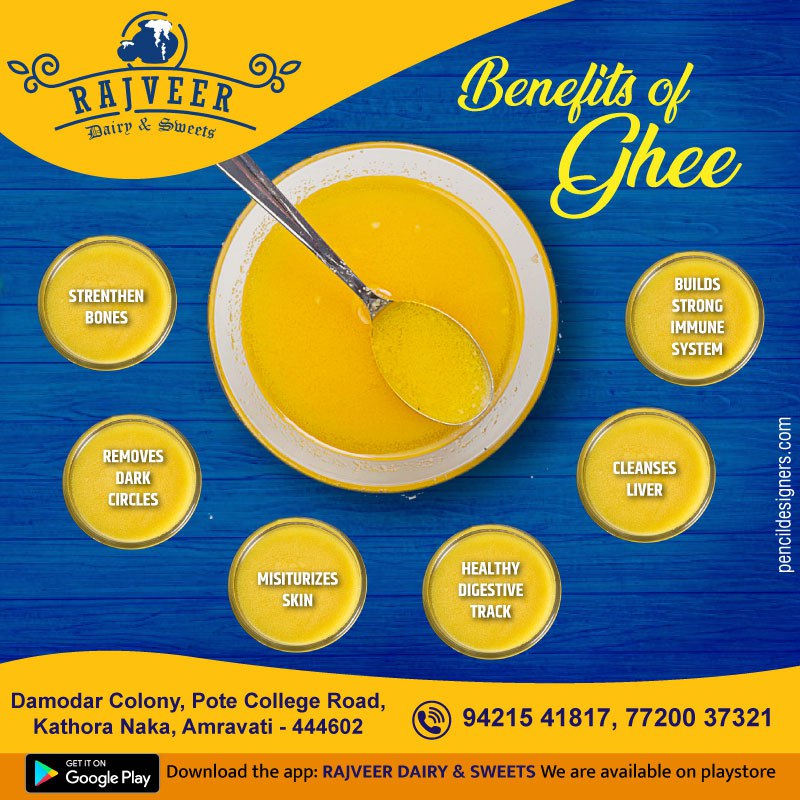 RAJVEER
Dairy & Sweets
Benefits of
Ghee
STRENTHEN
BONES
BUILDS
STRONG
IMMUNE
SYSTEM
REMOVES
DARK
CIRCLES
CLEANSES
LIVER
MISITURIZES
SKIN
HEALTHY
DIGESTIVE
TRACK
pencildesigners.com
Damodar Colony, Pote College Road,
Kathora Naka, Amravati - 444602
94215 41817, 77200 37321
GET IT ON
Google Play
Download the app: RAJVEER DAIRY & SWEETS We are available on playstore